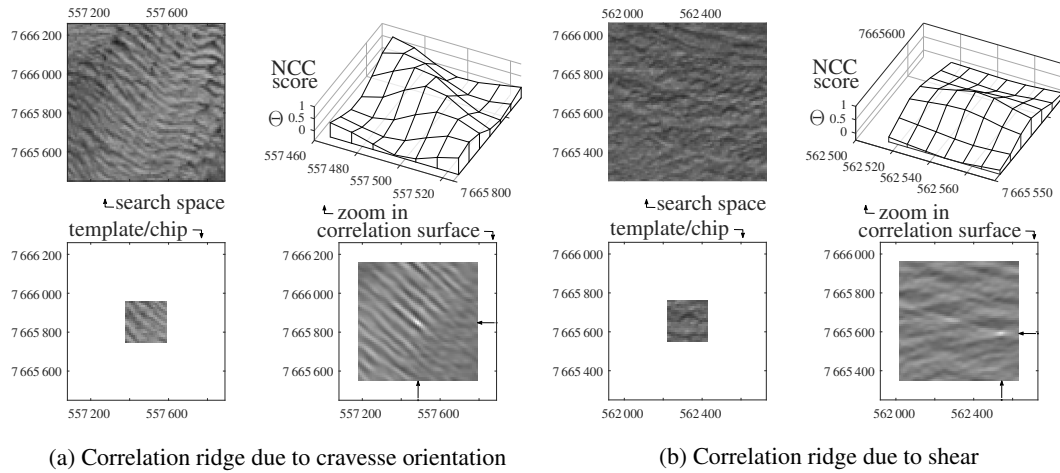 557 200 557 600
7 666 200
7 666 000
7 665 800
7 665 600
search space
NCC
score
Θ
1
0.5
0
557 460
557 480
557 500
557 520
7 665 800
zoom in
correlation surface
template/chip
7 666 200
7 666 000
7 665 800
7 665 600
557 200 557 600
7 666 200
7 666 000
7 665 800
7 665 600
557 200 557 600
(a) Correlation ridge due to cravesse orientation
562 000 562 400
7 666 000
7 665 800
7 665 600
7 665 400
search space
7665600
NCC
score
Θ
1
0.5
0
562 500
562 520
562 540
562 560
7 665 550
zoom in
correlation surface
template/chip
7 666 000
7 665 800
7 665 600
7 665 400
562 000 562 400
7 666 000
7 665 800
7 665 600
7 665 400
562 000 562 400
(b) Correlation ridge due to shear